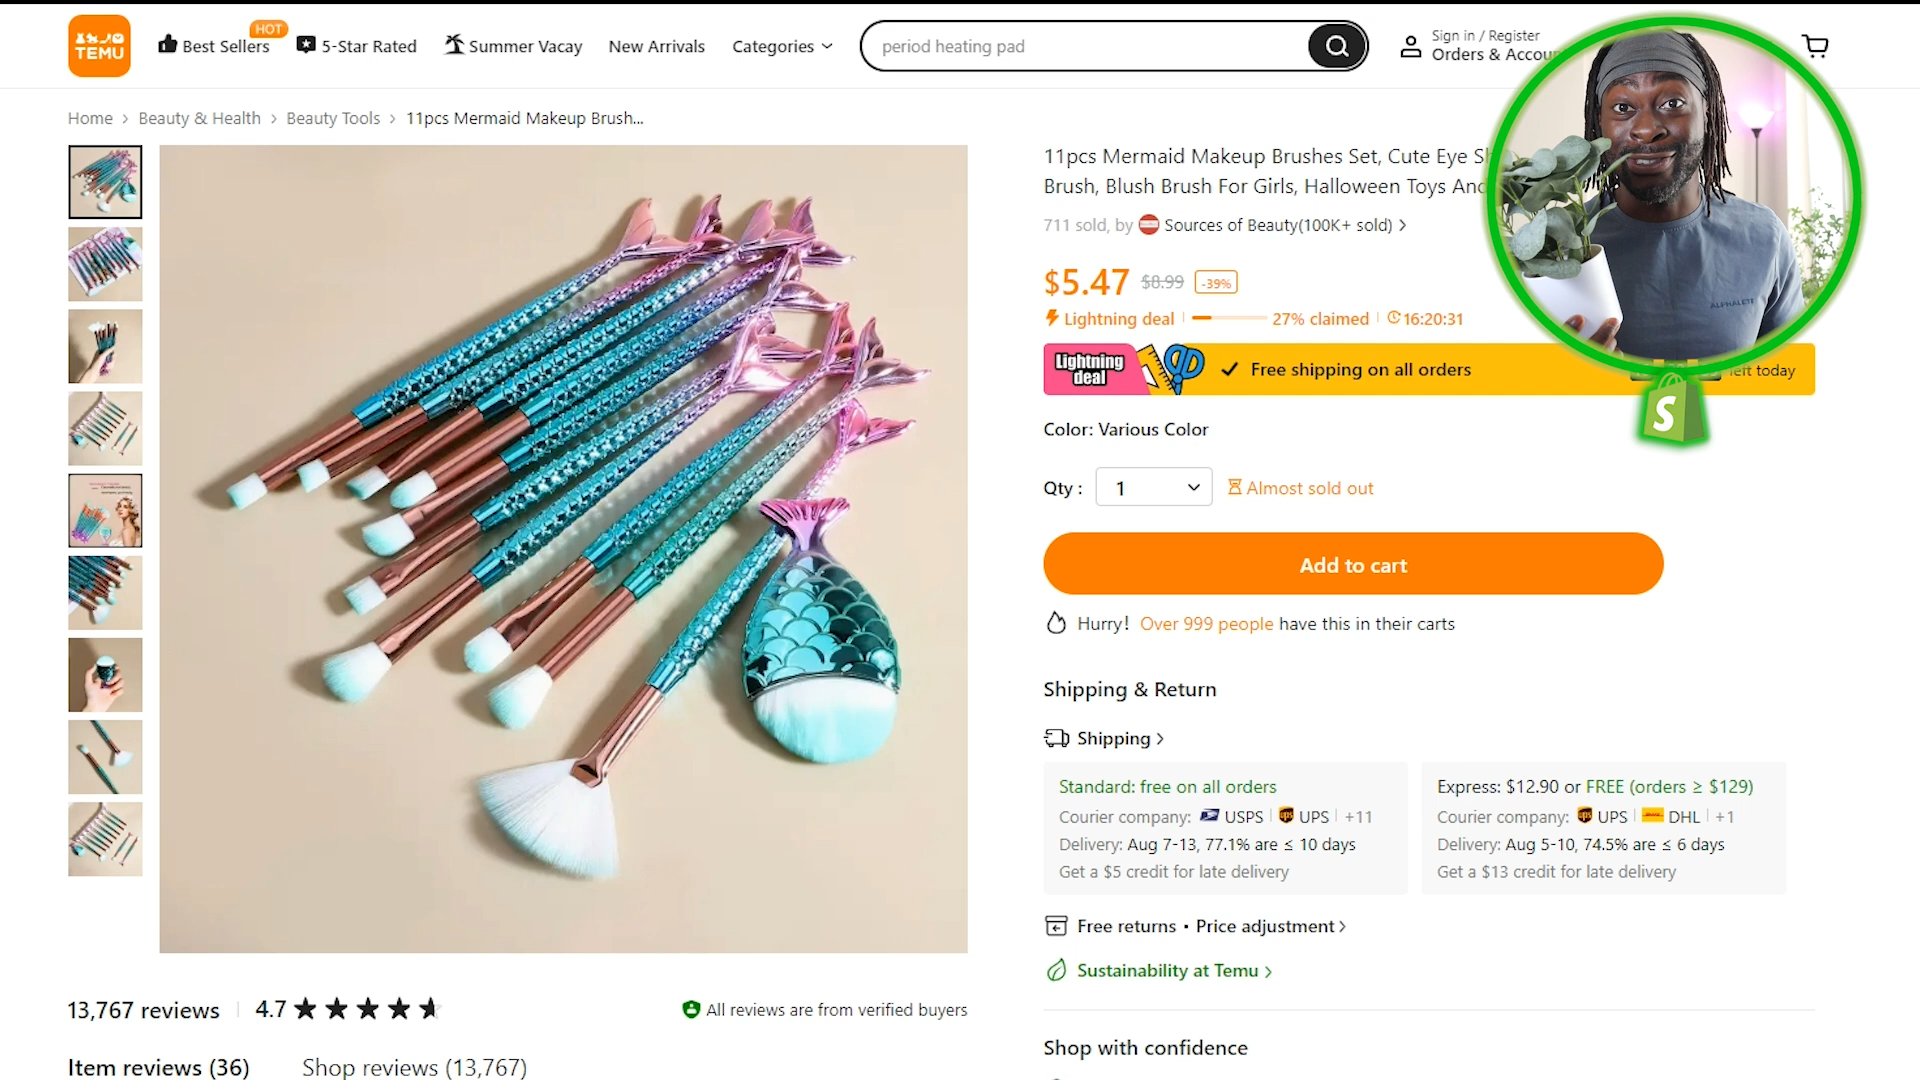 TEMU
Best Sellers
HOT
5-Star Rated
Summer Vacay
New Arrivals
Categories
period heating pad
Sign in / Register
Orders & Accou
Home > Beauty & Health > Beauty Tools > 11pcs Mermaid Makeup Brush...
11pcs Mermaid Makeup Brushes Set, Cute Eye Sh
Brush, Blush Brush For Girls, Halloween Toys And
711 sold, by Sources of Beauty(100K+ sold) >
$5.47 $8.99 -39%
Lightning deal 27% claimed 16:20:31
Lightning deal
Free shipping on all orders
left today
ALPHALETE
S
Color: Various Color
Qty : 1 Almost sold out
Add to cart
Hurry! Over 999 people have this in their carts
Shipping & Return
Shipping >
Standard: free on all orders
Courier company: USPS UPS +11
Delivery: Aug 7-13, 77.1% are ≤ 10 days
Get a $5 credit for late delivery
Express: $12.90 or FREE (orders ≥ $129)
Courier company: UPS DHL +1
Delivery: Aug 5-10, 74.5% are ≤ 6 days
Get a $13 credit for late delivery
Free returns • Price adjustment >
Sustainability at Temu >
Shop with confidence
13,767 reviews 4.7
All reviews are from verified buyers
Item reviews (36)
Shop reviews (13,767)